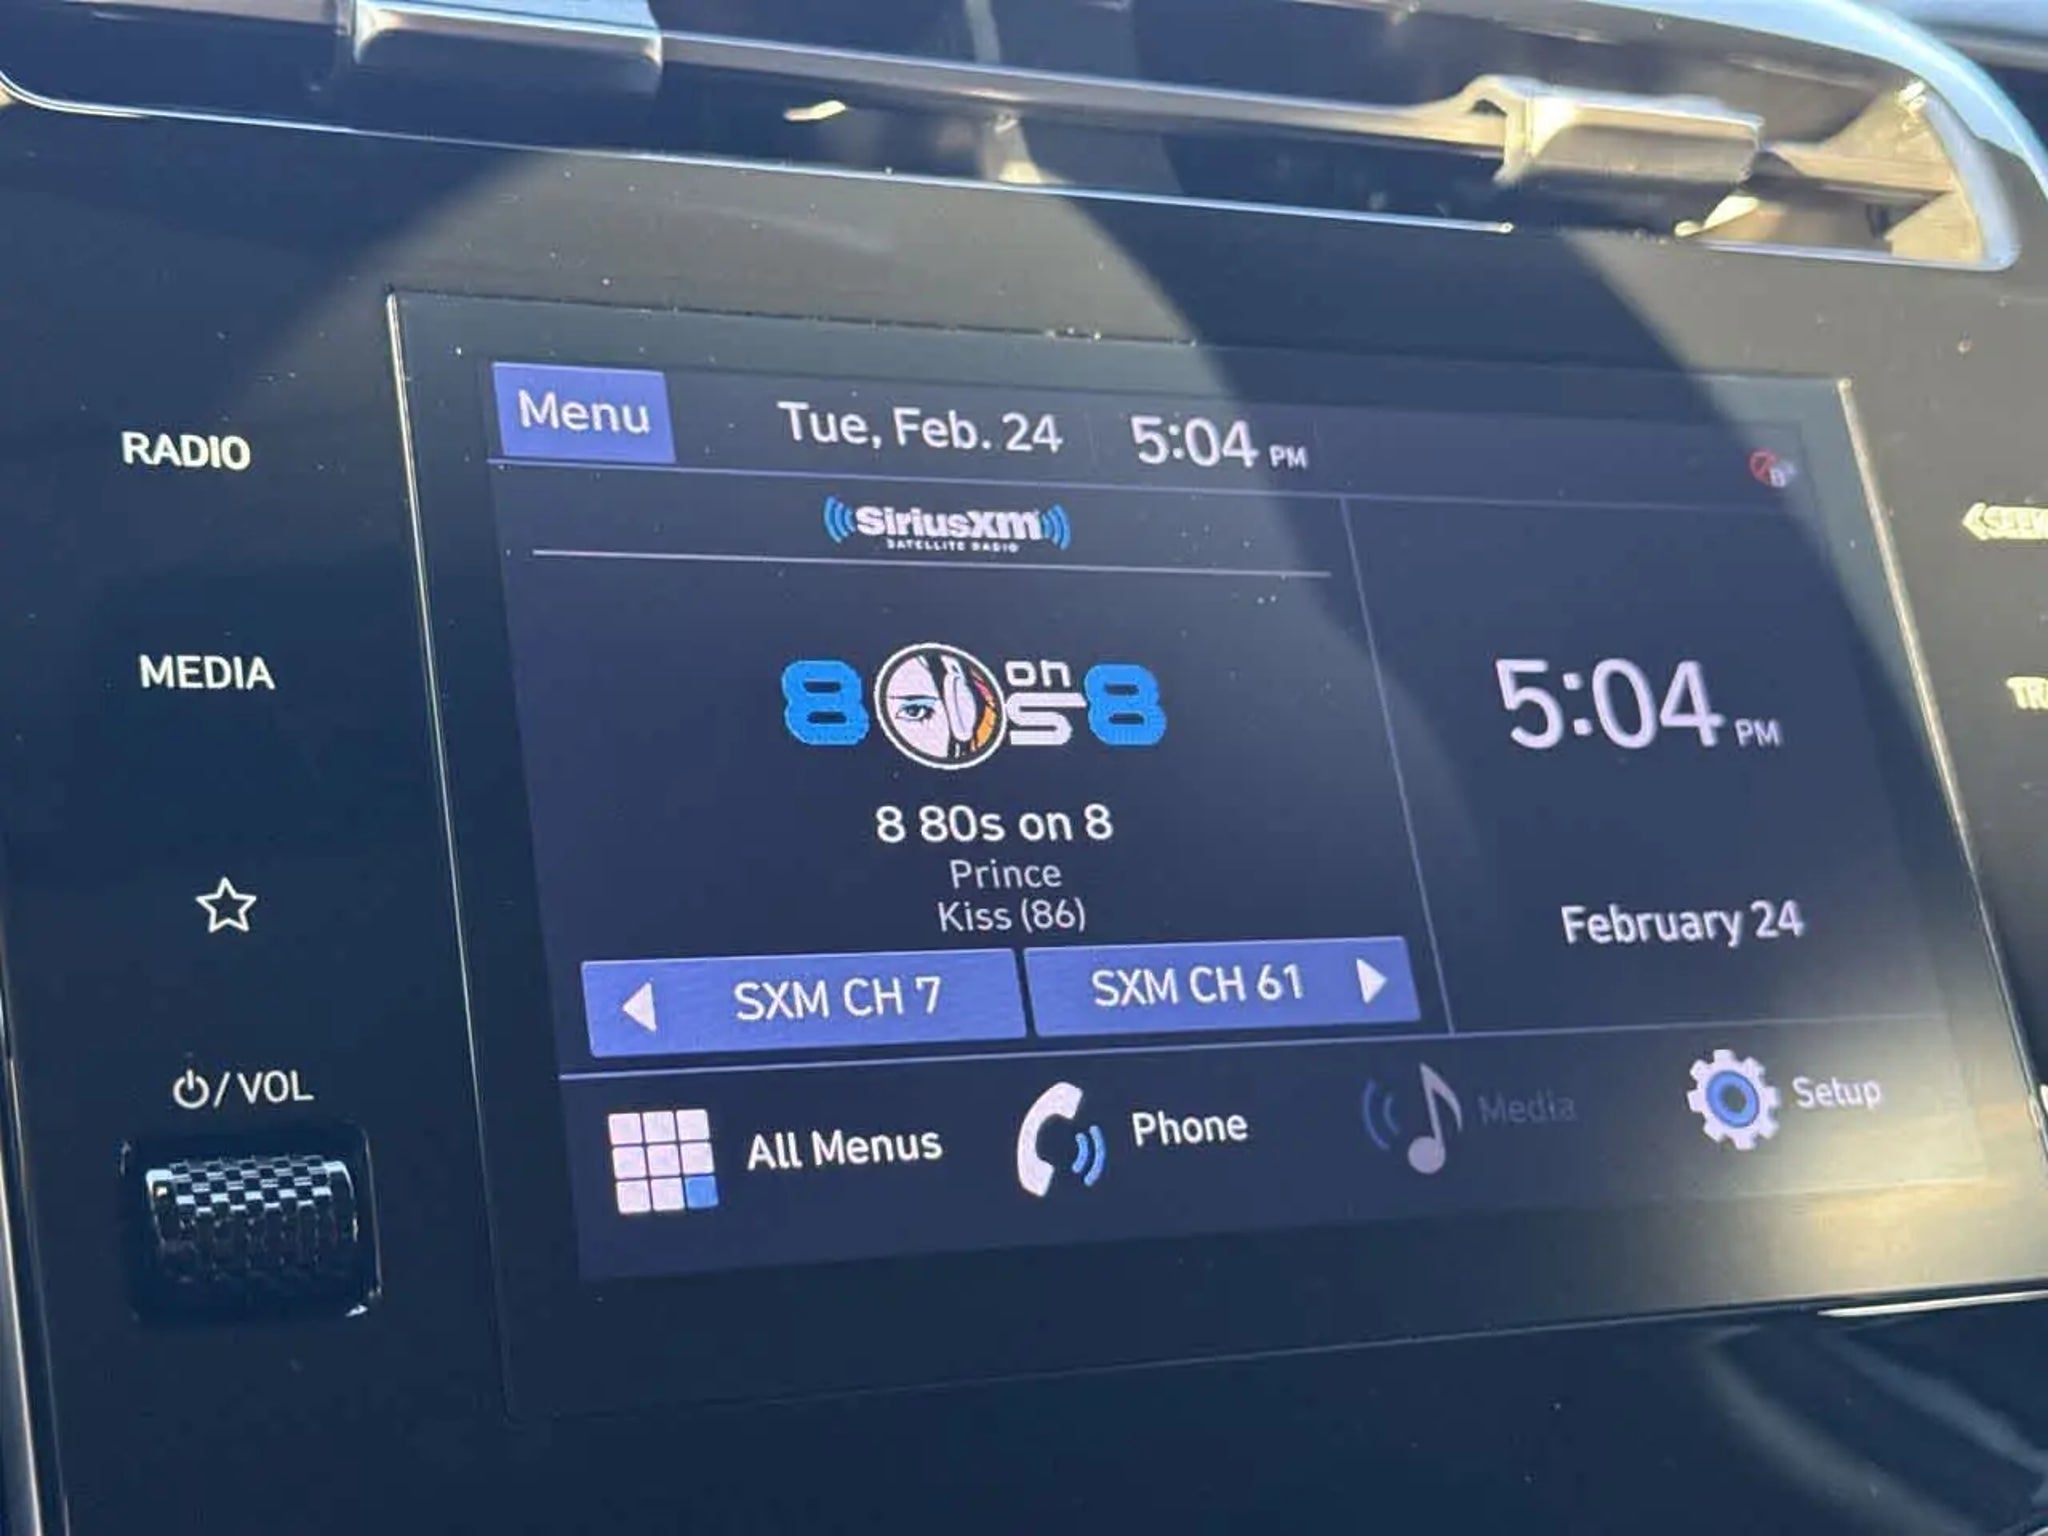 Menu
Tue, Feb. 24
5:04 PM
RADIO
MEDIA
/ VOL
SiriusXM
SATELLITE RADIO
80s on 8
8 80s on 8
Prince
Kiss (86)
SXM CH 7
SXM CH 61
5:04 PM
February 24
All Menus
Phone
Media
Setup